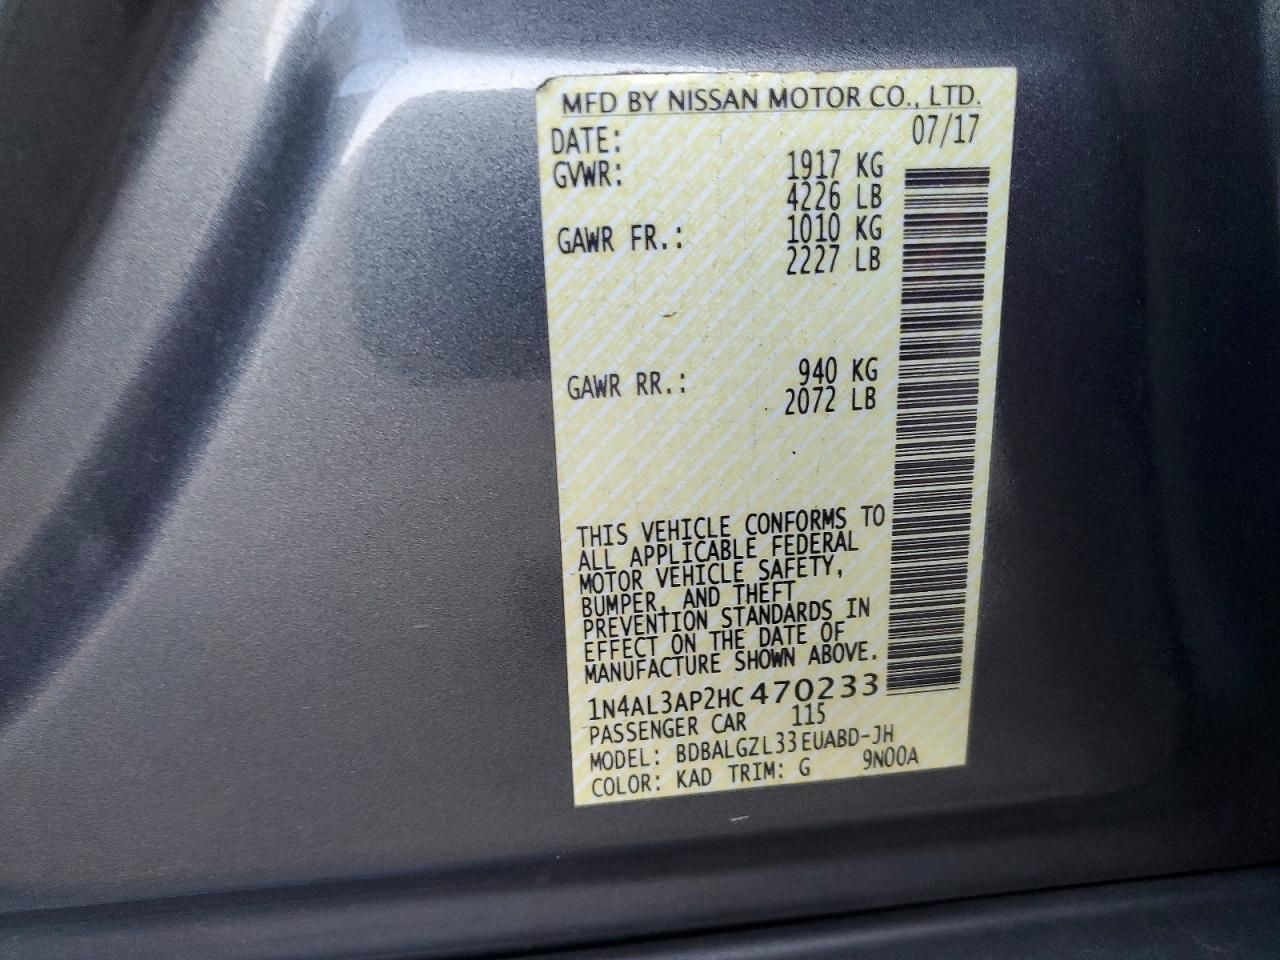 MFD BY NISSAN MOTOR CO., LTD.
DATE: 07/17
GVWR: 1917 KG
4226 LB
GAWR FR.: 1010 KG
2227 LB
GAWR RR.: 940 KG
2072 LB
THIS VEHICLE CONFORMS TO
ALL APPLICABLE FEDERAL
MOTOR VEHICLE SAFETY,
BUMPER, AND THEFT
PREVENTION STANDARDS IN
EFFECT ON THE DATE OF
MANUFACTURE SHOWN ABOVE.
1N4AL3AP2HC470233
PASSENGER CAR 115
MODEL: BDBALGZL33EUABD-JH
COLOR: KAD TRIM: G 9N00A